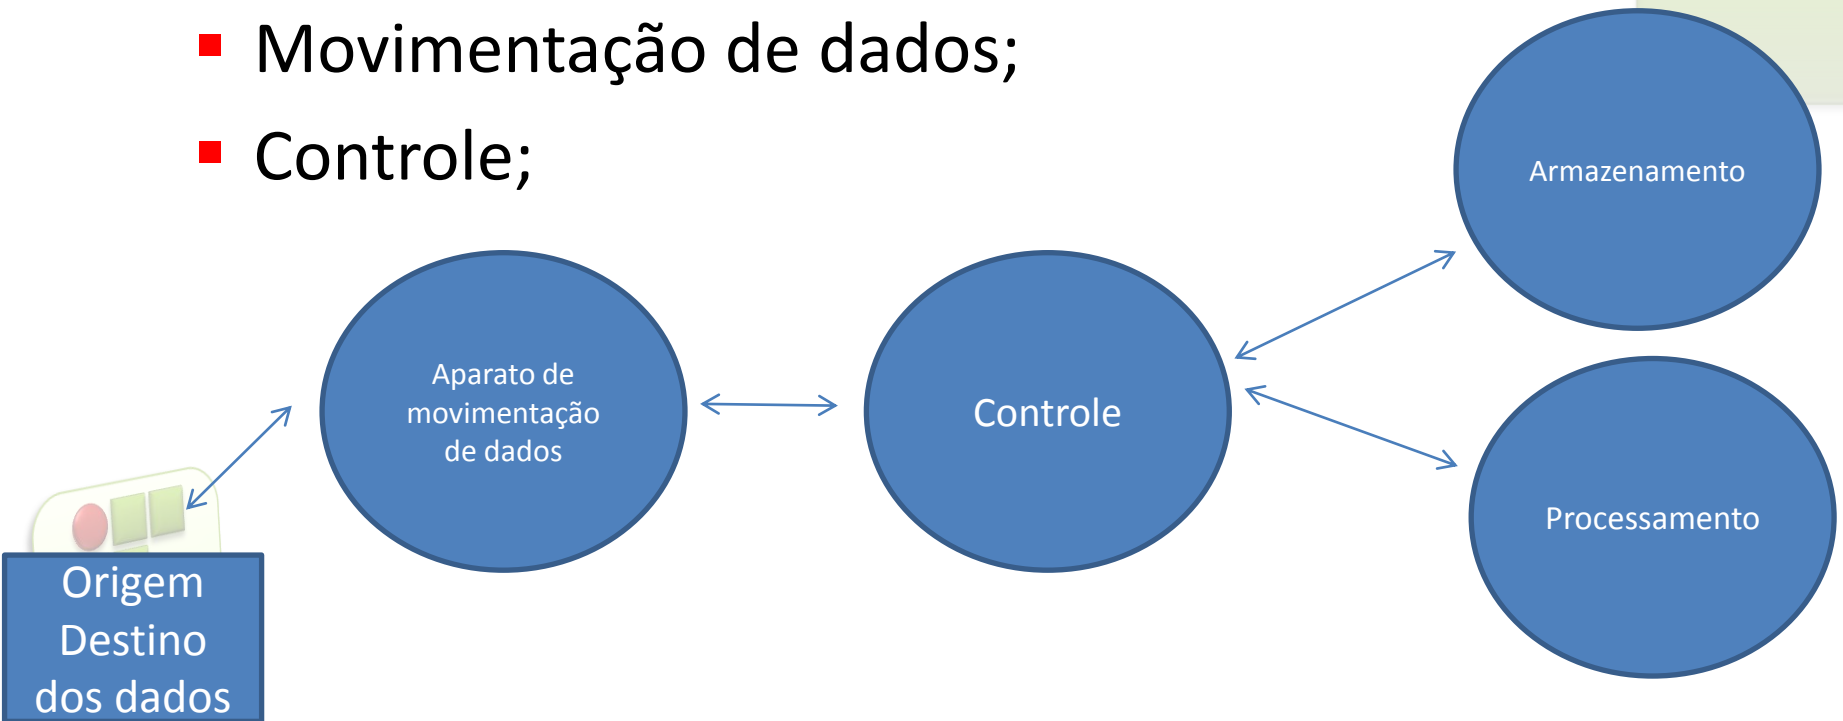 Movimentação de dados;
Controle;
Armazenamento
Aparato de
movimentação
de dados
Controle
Processamento
Origem
Destino
dos dados